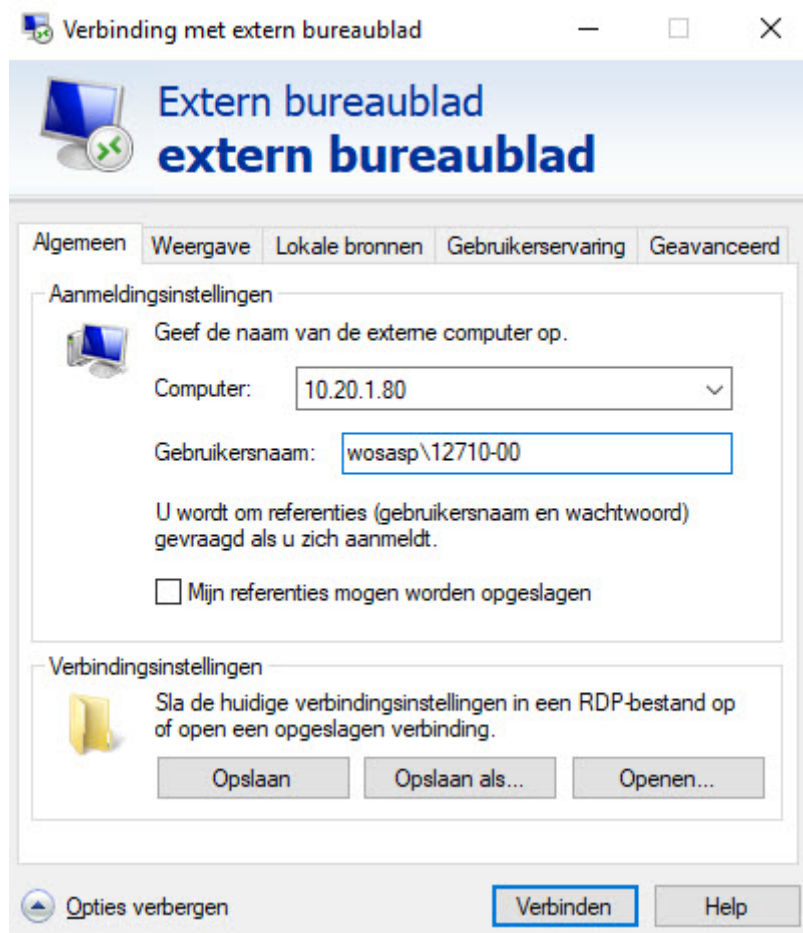 Verbinding met extern bureaublad
Extern bureaublad
extern bureaublad
Algemeen Weergave Lokale bronnen Gebruikerservaring Geavanceerd
Aanmeldingsinstellingen
Geef de naam van de externe computer op.
Computer: 10.20.1.80
Gebruikersnaam: wosasp\12710-00
U wordt om referenties (gebruikersnaam en wachtwoord)
gevraagd als u zich aanmeldt.
Mijn referenties mogen worden opgeslagen
Verbindingsinstellingen
Sla de huidige verbindingsinstellingen in een RDP-bestand op
of open een opgeslagen verbinding.
Opslaan Opslaan als... Openen...
Opties verbergen Verbinden Help